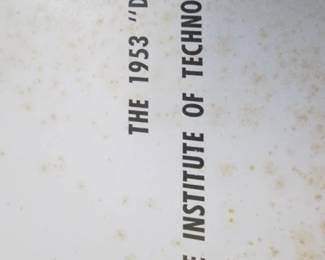 THE 1953 "D
E INSTITUTE OF TECHNO